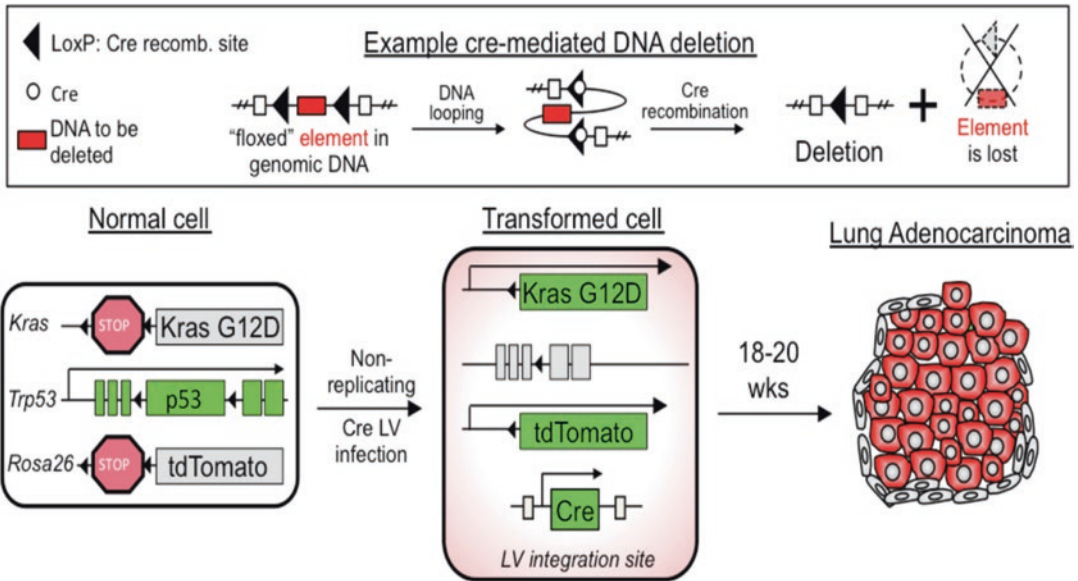 LoxP: Cre recomb. site
Cre
DNA to be
deleted
Example cre-mediated DNA deletion
"floxed" element in
genomic DNA
DNA
looping
Cre
recombination
Deletion
Element
is lost
Normal cell
Transformed cell
Lung Adenocarcinoma
Kras
STOP
Kras G12D
Trp53
p53
Rosa26
STOP
tdTomato
Non-
replicating
Cre LV
infection
Kras G12D
tdTomato
Cre
LV integration site
18-20
wks